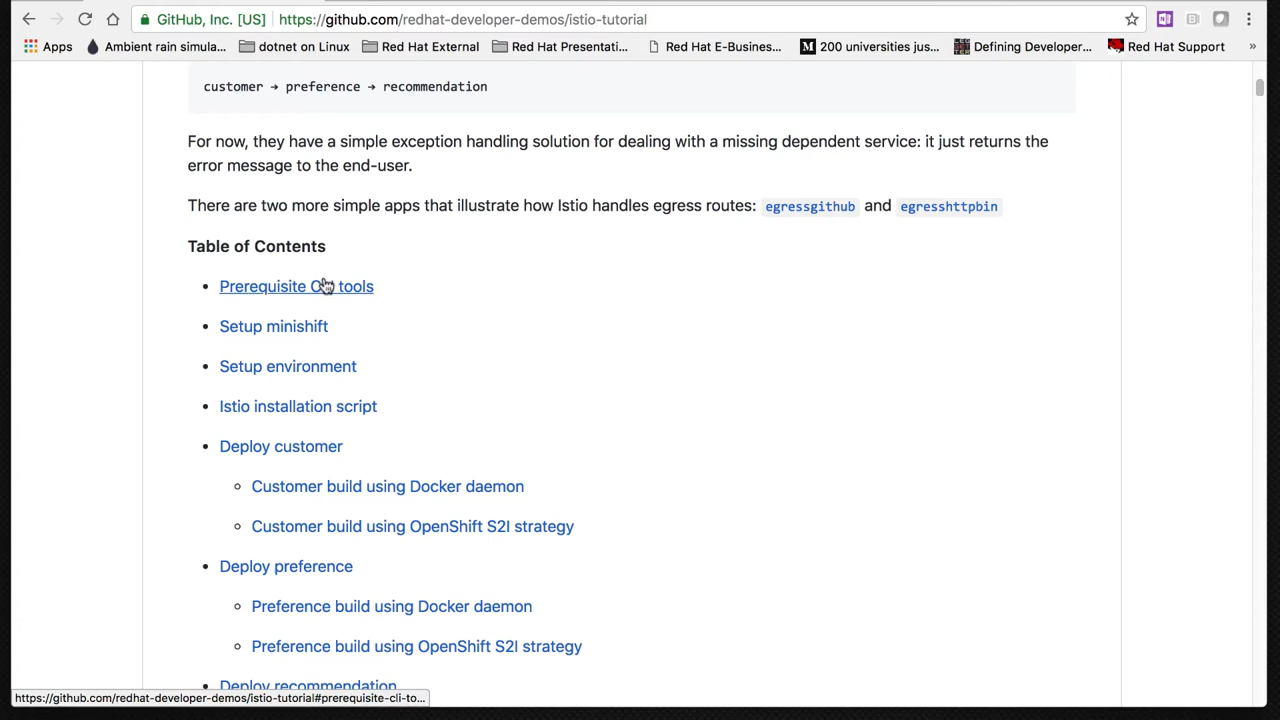 GitHub, Inc. [US] https://github.com/redhat-developer-demos/istio-tutorial
Apps Ambient rain simula... dotnet on Linux Red Hat External Red Hat Presentati... Red Hat E-Business... 200 universities jus... Defining Developer... Red Hat Support »
customer → preference → recommendation
For now, they have a simple exception handling solution for dealing with a missing dependent service: it just returns the
error message to the end-user.
There are two more simple apps that illustrate how Istio handles egress routes: egressgithub and egresshttpbin
Table of Contents
• Prerequisite tools
• Setup minishift
• Setup environment
• Istio installation script
• Deploy customer
◦ Customer build using Docker daemon
◦ Customer build using OpenShift S2I strategy
• Deploy preference
◦ Preference build using Docker daemon
◦ Preference build using OpenShift S2I strategy
• Deploy recommendation
https://github.com/redhat-developer-demos/istio-tutorial#prerequisite-cli-to...